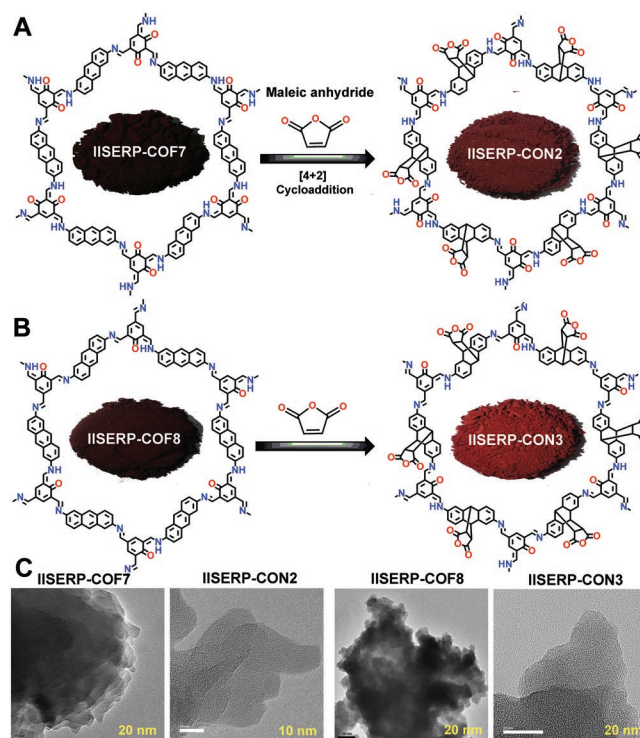 A
IISERP-COF7
Maleic anhydride
[4+2]
Cycloaddition
IISERP-CON2
B
IISERP-COF8
IISERP-CON3
C
IISERP-COF7
IISERP-CON2
IISERP-COF8
IISERP-CON3
20 nm
10 nm
20 nm
20 nm